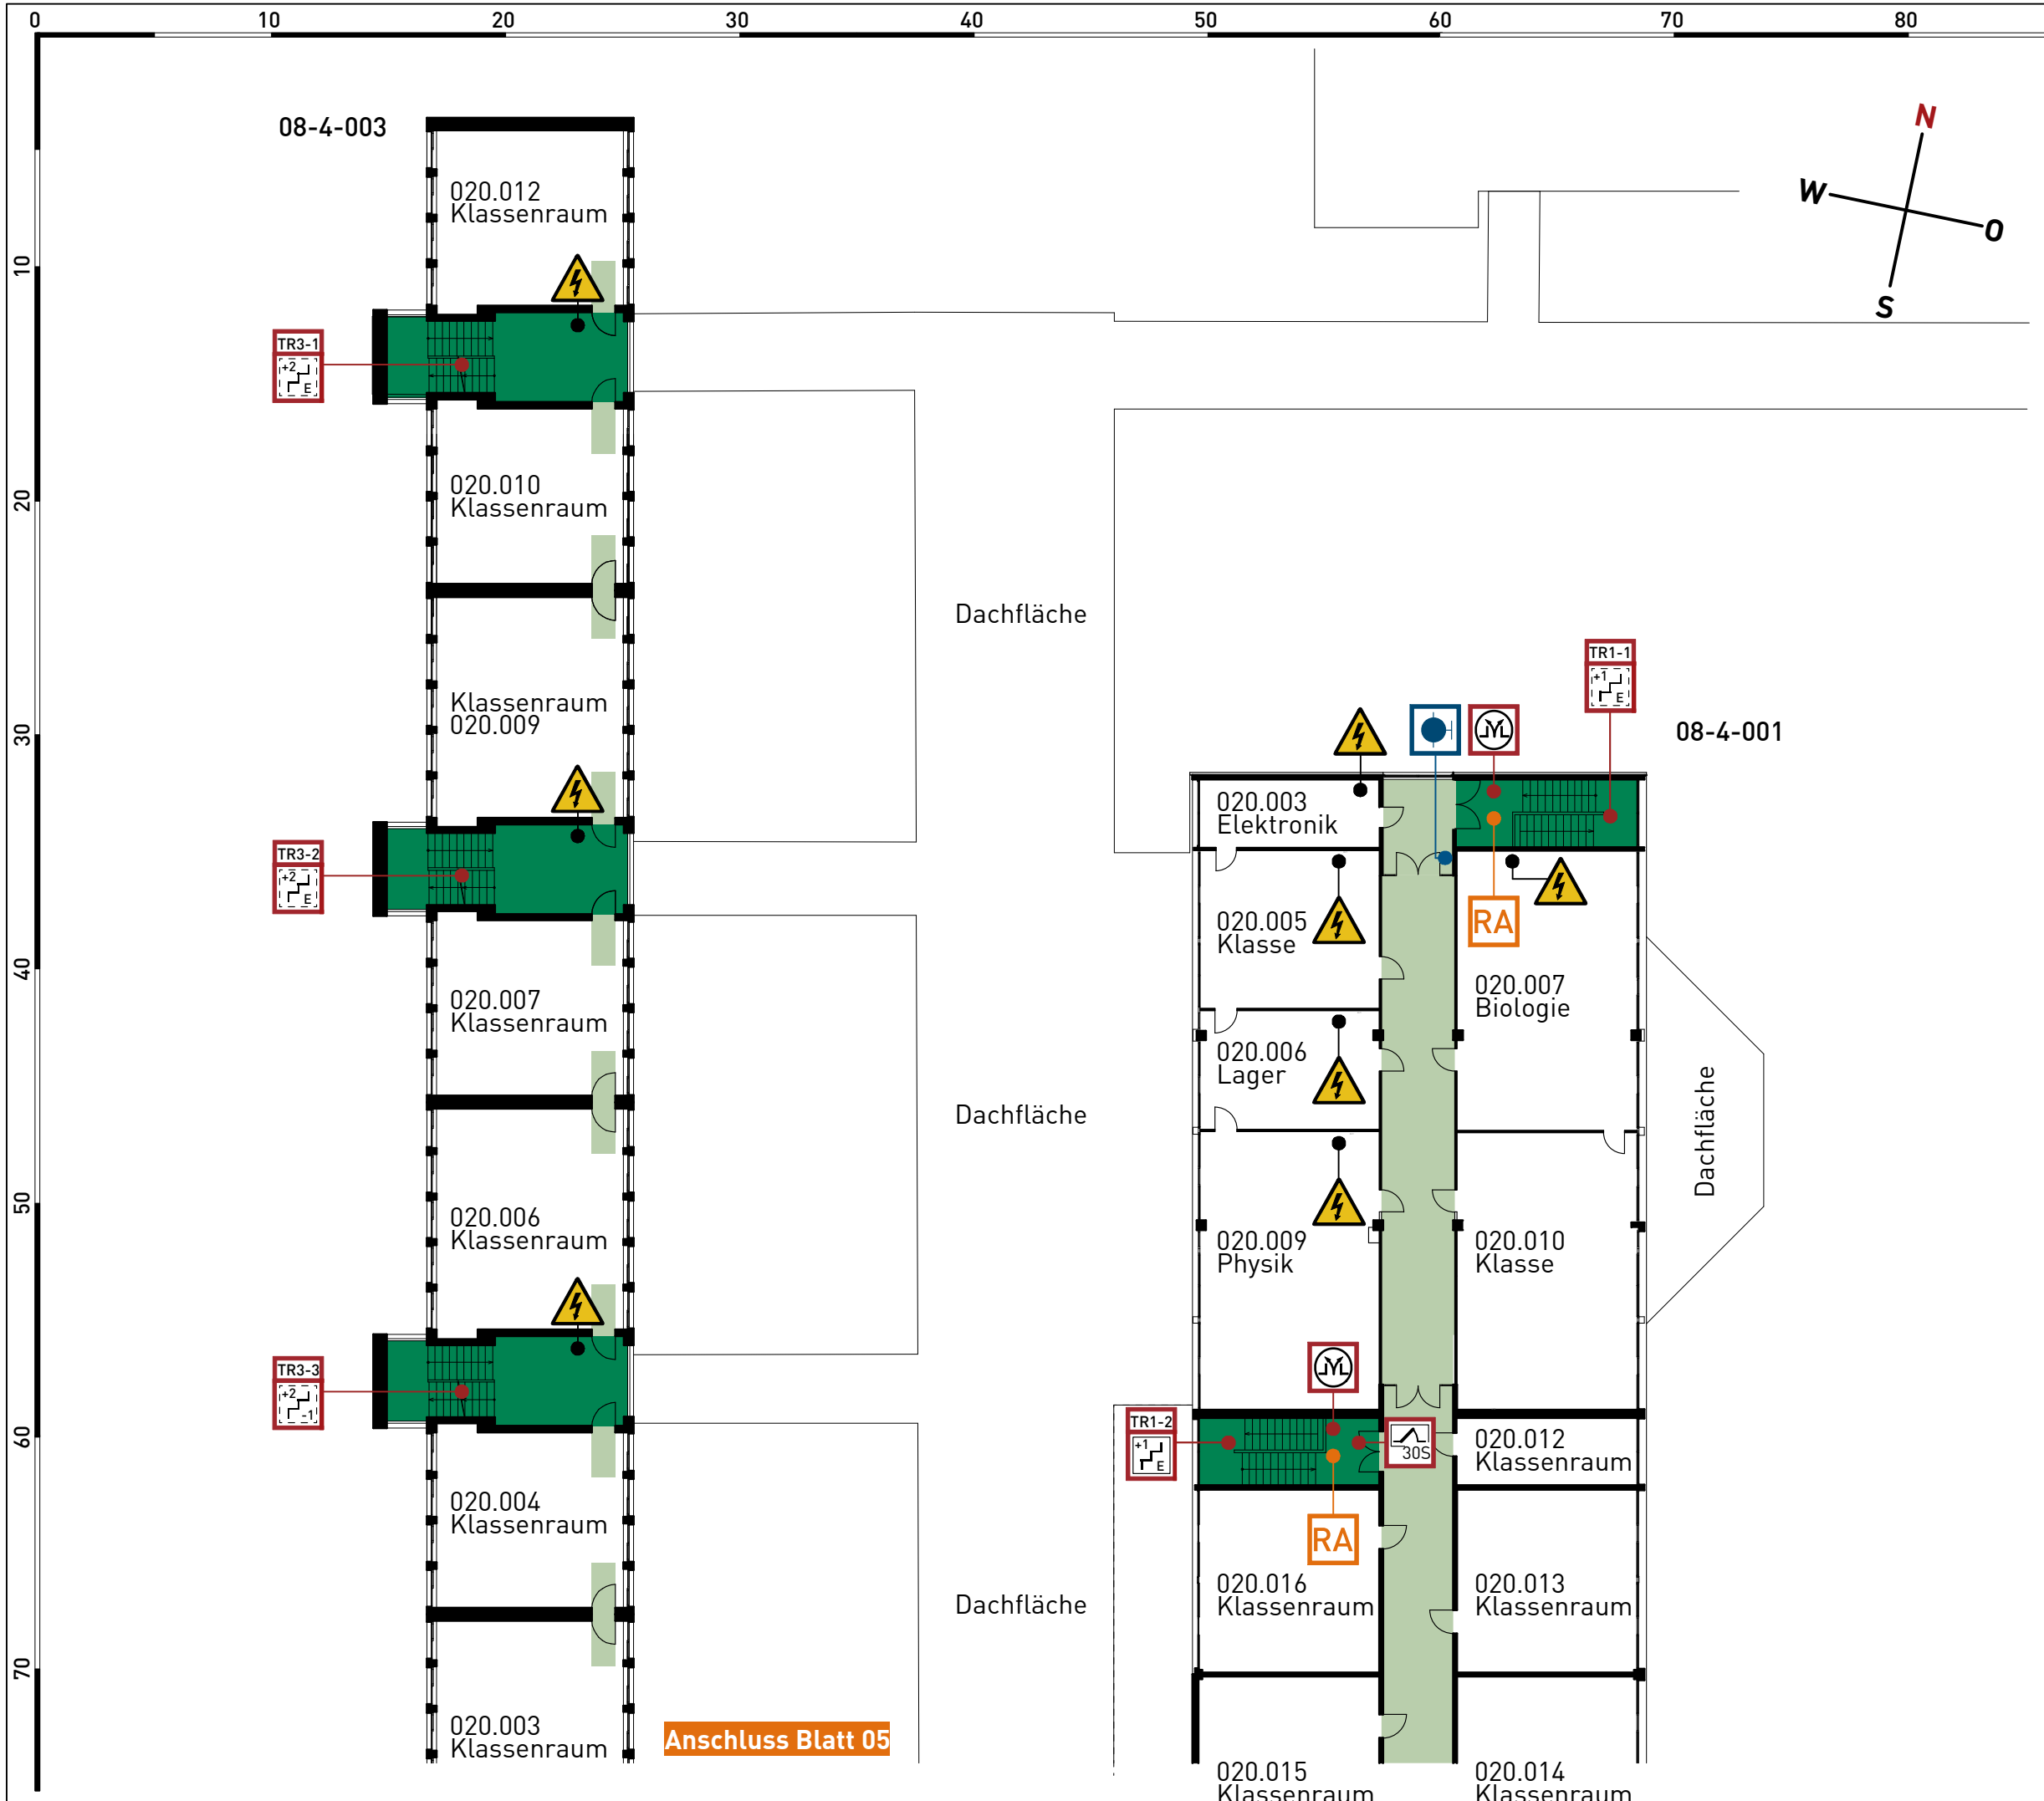 0 10 20 30 40 50 60 70 80
08-4-003
N
W
O
S
020.012
Klassenraum
10
TR3-1
+2
E
020.010
Klassenraum
20
Dachfläche
Klassenraum
020.009
30
TR1-1
+1
E
08-4-001
020.003
Elektronik
TR3-2
+2
E
RA
020.005
Klasse
40
020.007
Klassenraum
020.007
Biologie
020.006
Lager
Dachfläche
Dachfläche
50
020.006
Klassenraum
020.009
Physik
020.010
Klasse
TR3-3
+2
-1
60
TR1-2
+1
E
30S
020.012
Klassenraum
020.004
Klassenraum
RA
Dachfläche
020.016
Klassenraum
020.013
Klassenraum
70
020.003
Klassenraum
Anschluss Blatt 05
020.015
Klassenraum
020.014
Klassenraum